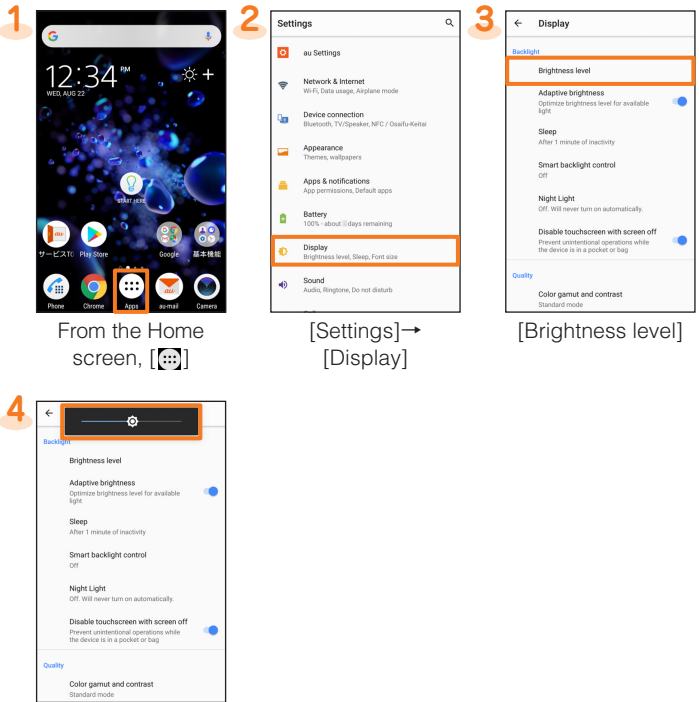 1
G
12:34 PM
WED, AUG 22
START HERE
au
サービスTO Play Store Google 基本機能
au
Phone Chrome Apps au-mail Camera
From the Home
screen, [ ]
2
Settings
au Settings
Network & Internet
Wi-Fi, Data usage, Airplane mode
Device connection
Bluetooth, TV/Speaker, NFC / Osaifu-Keitai
Appearance
Themes, wallpapers
Apps & notifications
App permissions, Default apps
Battery
100% - about days remaining
Display
Brightness level, Sleep, Font size
Sound
Audio, Ringtone, Do not disturb
[Settings]→
[Display]
3
Display
Backlight
Brightness level
Adaptive brightness
Optimize brightness level for available
light
Sleep
After 1 minute of inactivity
Smart backlight control
Off
Night Light
Off. Will never turn on automatically.
Disable touchscreen with screen off
Prevent unintentional operations while
the device is in a pocket or bag
Quality
Color gamut and contrast
Standard mode
[Brightness level]
4
Backlight
Brightness level
Adaptive brightness
Optimize brightness level for available
light
Sleep
After 1 minute of inactivity
Smart backlight control
Off
Night Light
Off. Will never turn on automatically.
Disable touchscreen with screen off
Prevent unintentional operations while
the device is in a pocket or bag
Quality
Color gamut and contrast
Standard mode